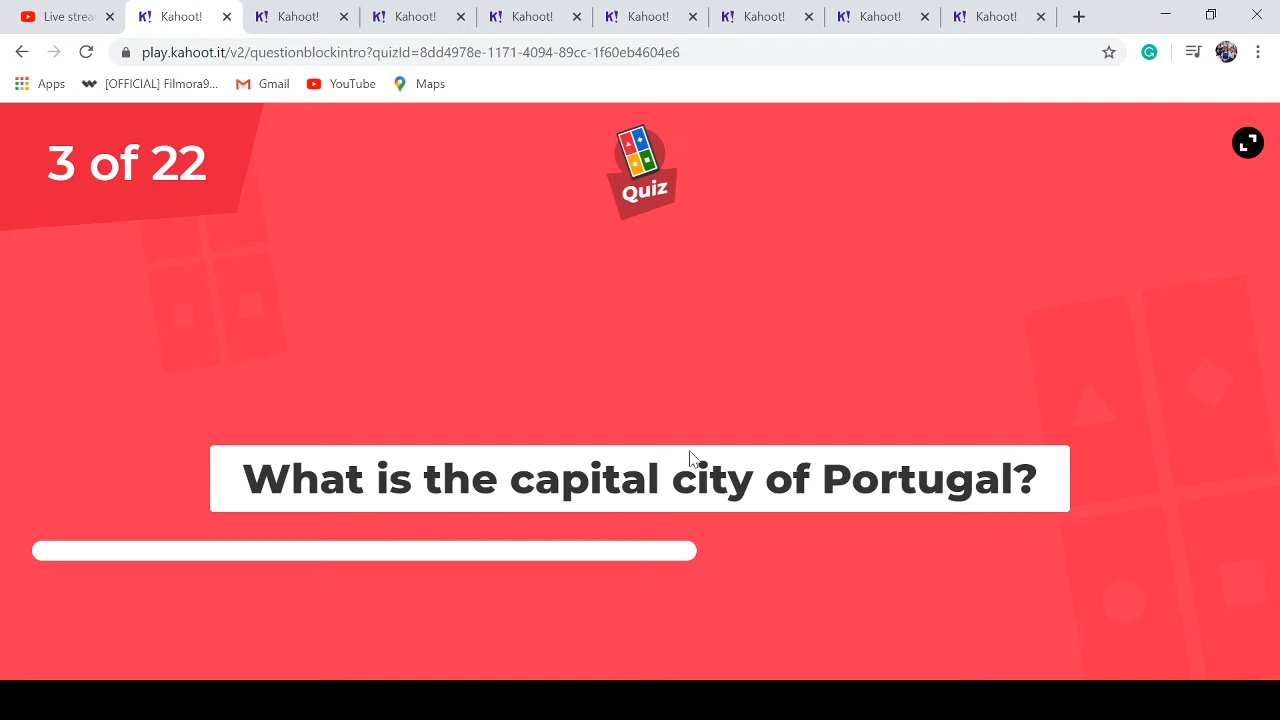 Live strea
Kahoot!
Kahoot!
Kahoot!
Kahoot!
Kahoot!
Kahoot!
Kahoot!
Kahoot!
play.kahoot.it/v2/questionblockintro?quizId=8dd4978e-1171-4094-89cc-1f60eb4604e6
Apps
[OFFICIAL] Filmora9...
Gmail
YouTube
Maps
3 of 22
Quiz
What is the capital city of Portugal?